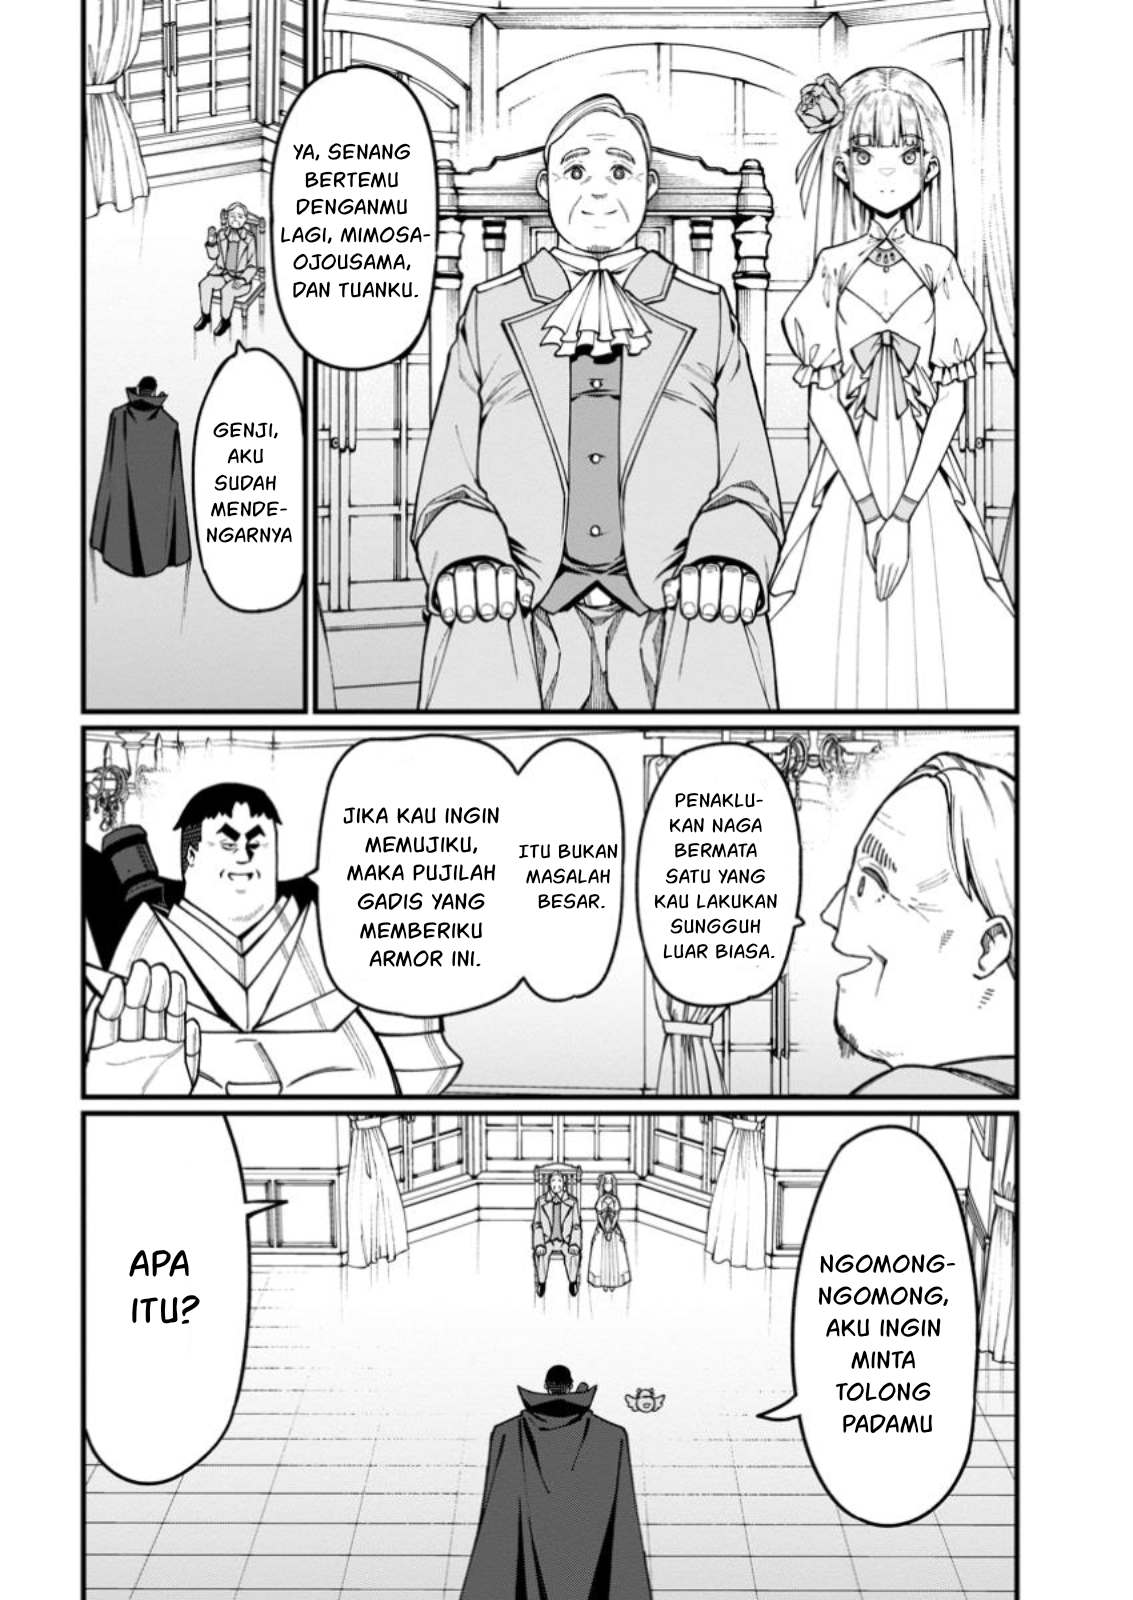 YA, SENANG
BERTEMU
DENGANMU
LAGI, MIMOSA-
OJOUSAMA,
DAN TUANKU.
GENJI,
AKU
SUDAH
MENDE-
NGARNYA
PENAKLU-
KAN NAGA
BERMATA
SATU YANG
KAU LAKUKAN
SUNGGUH
LUAR BIASA.
ITU BUKAN
MASALAH
BESAR.
JIKA KAU INGIN
MEMUJIKU,
MAKA PUJILAH
GADIS YANG
MEMBERIKU
ARMOR INI.
NGOMONG-
NGOMONG,
AKU INGIN
MINTA
TOLONG
PADAMU
APA
ITU?